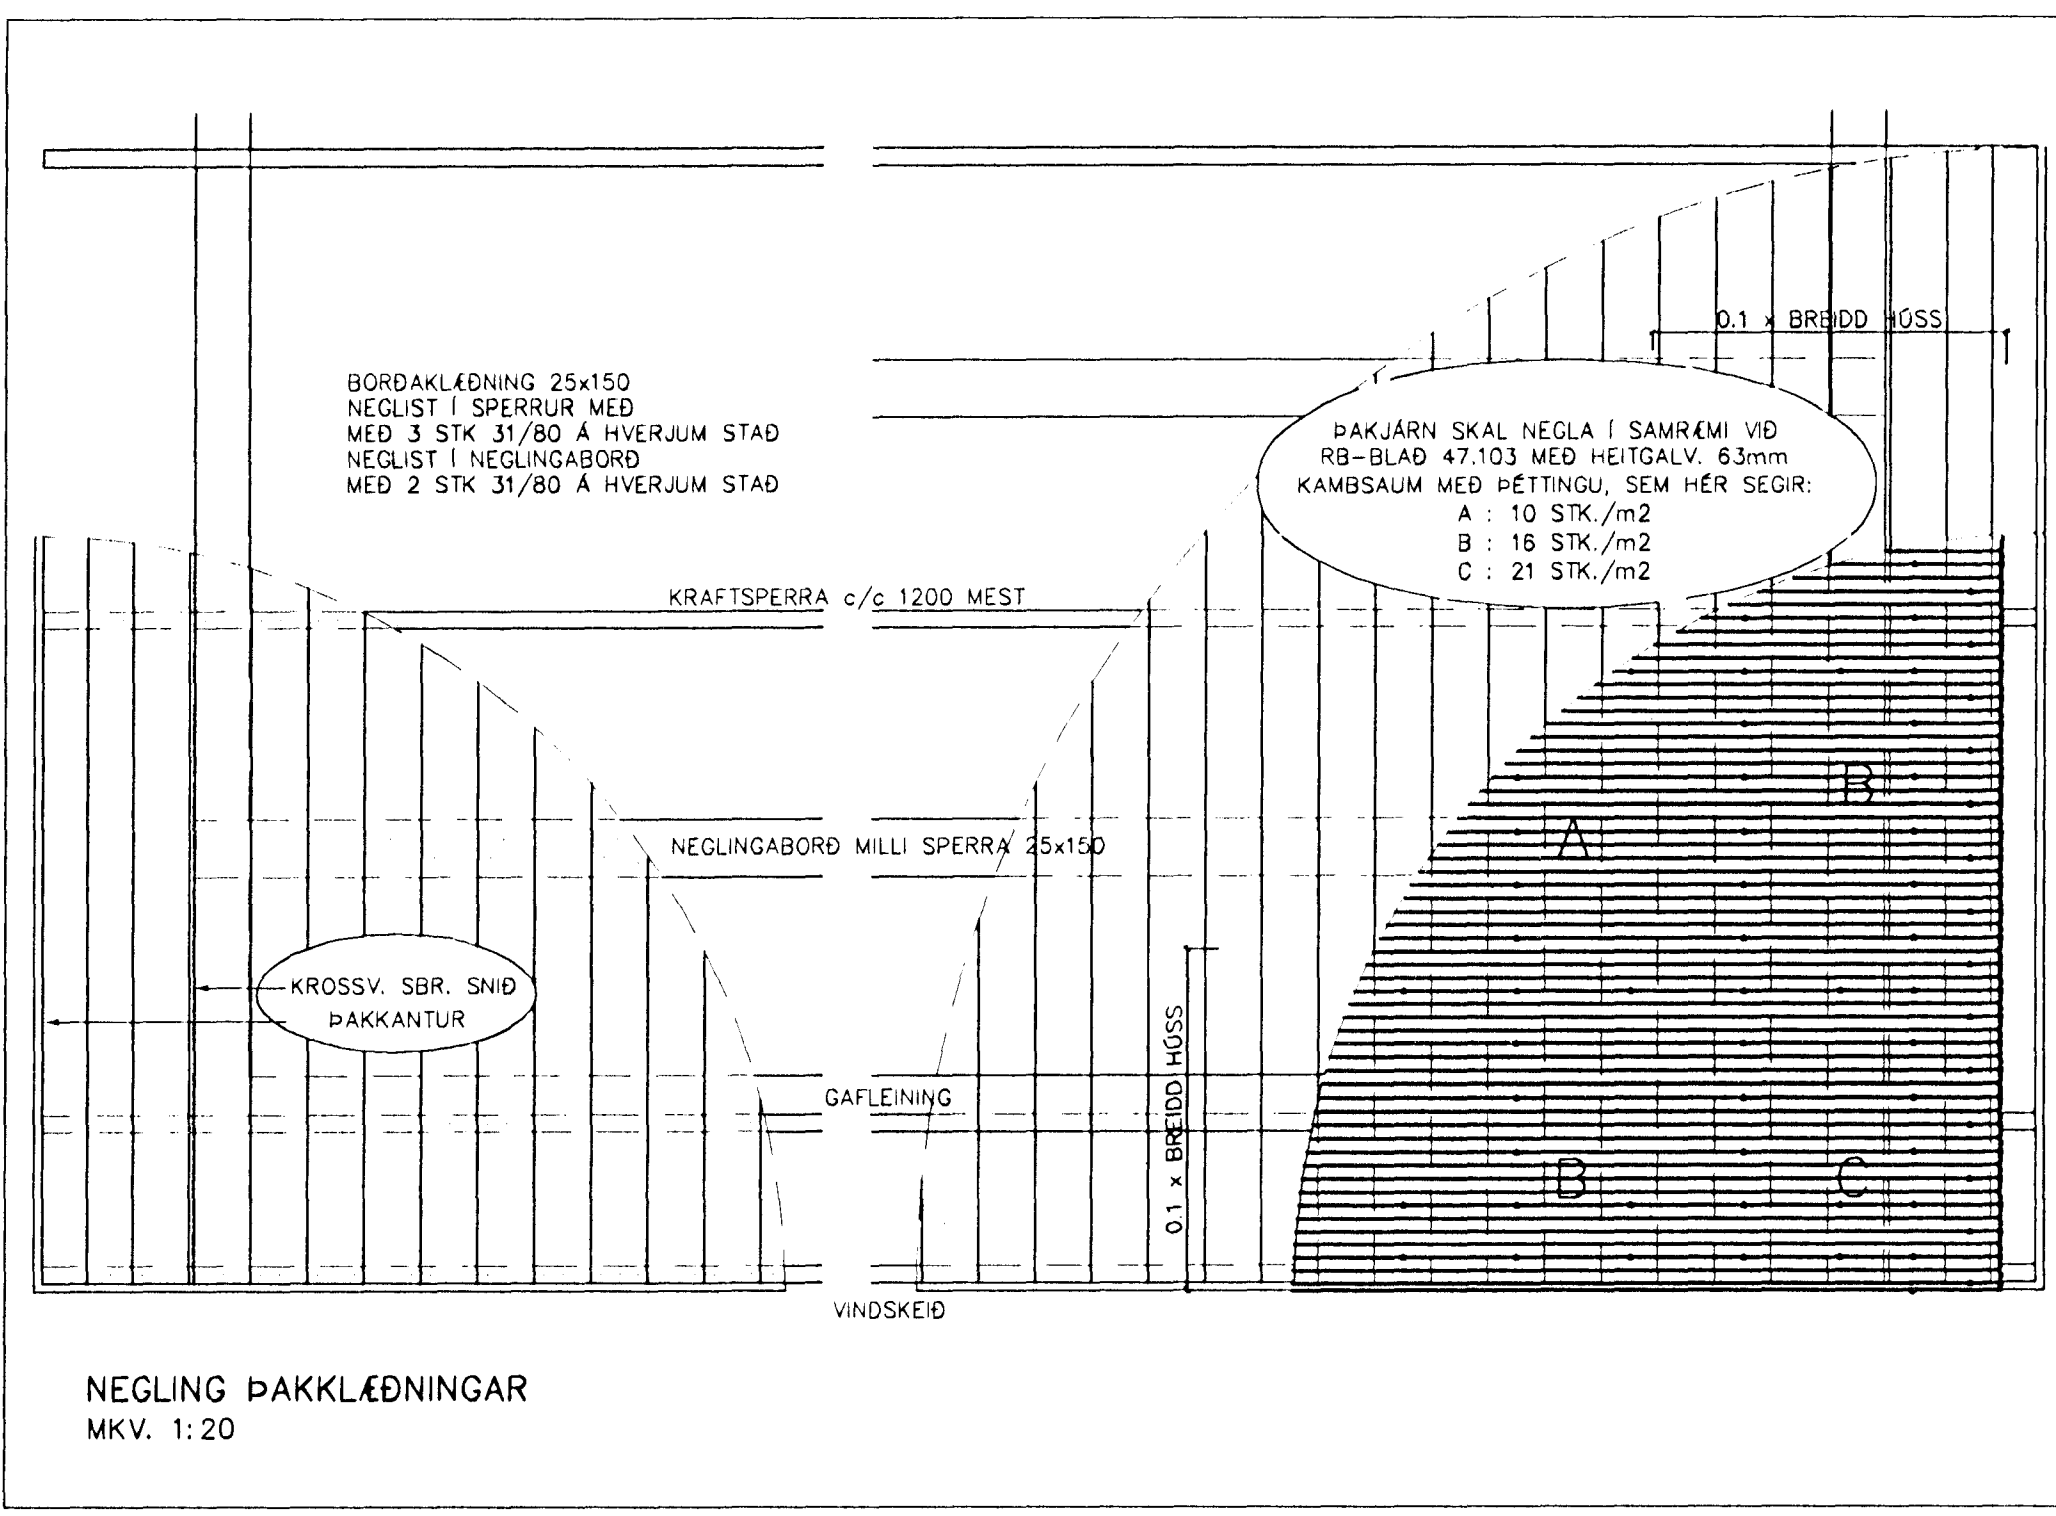 0.1 x BREIDD HÚSS
BORÐAKLÆÐNING 25x150
NEGLIST Í SPERRUR MEÐ
MEÐ 3 STK 31/80 Á HVERJUM STAÐ
NEGLIST Í NEGLINGABORÐ
MEÐ 2 STK 31/80 Á HVERJUM STAÐ
ÞAKJÁRN SKAL NEGLA Í SAMRÆMI VIÐ
RB-BLAÐ 47.103 MEÐ HEITGALV. 63mm
KAMBSAUM MEÐ ÞÉTTINGU, SEM HÉR SEGIR:
A : 10 STK./m2
B : 16 STK./m2
C : 21 STK./m2
KRAFTSPERRA c/c 1200 MEST
B
A
NEGLINGABORÐ MILLI SPERRA 25x150
KROSSV. SBR. SNIÐ
ÞAKKANTUR
0.1 x BREIDD HÚSS
GAFLEINING
B
C
VINDSKEIÐ
NEGLING ÞAKKLÆÐNINGAR
MKV. 1:20